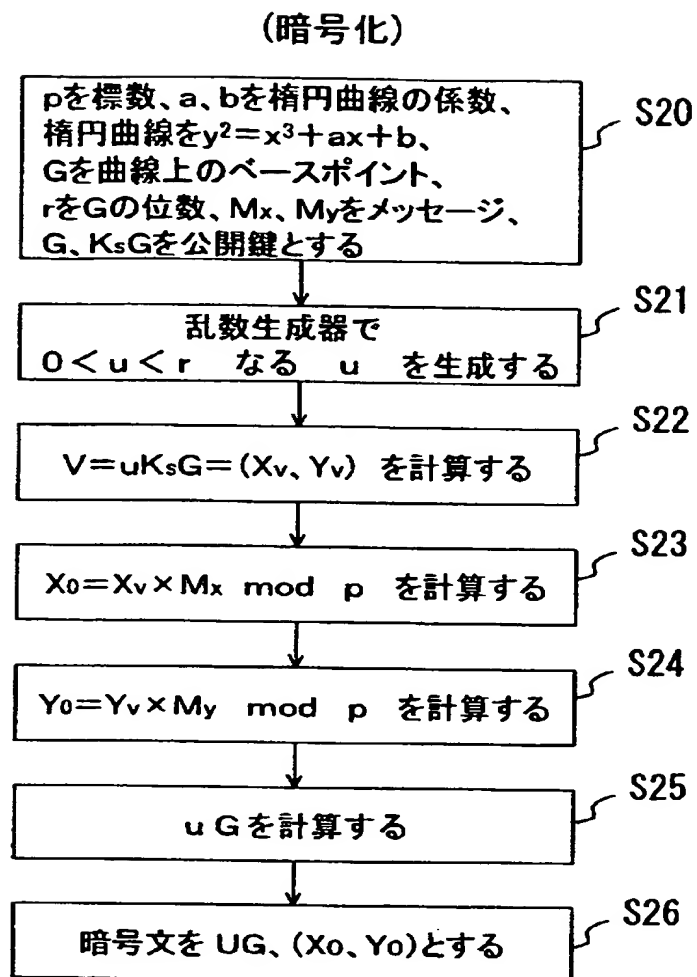 (暗号化)
pを標数、a、bを楕円曲線の係数、
楕円曲線をy²=x³+ax+b、
Gを曲線上のベースポイント、
rをGの位数、Mx、Myをメッセージ、
G、KsGを公開鍵とする
S20
乱数生成器で
0<u<r なる u を生成する
S21
V=uKsG=(Xv、Yv) を計算する
S22
X0=Xv×Mx mod p を計算する
S23
Y0=Yv×My mod p を計算する
S24
uGを計算する
S25
暗号文をUG、(X0、Y0)とする
S26